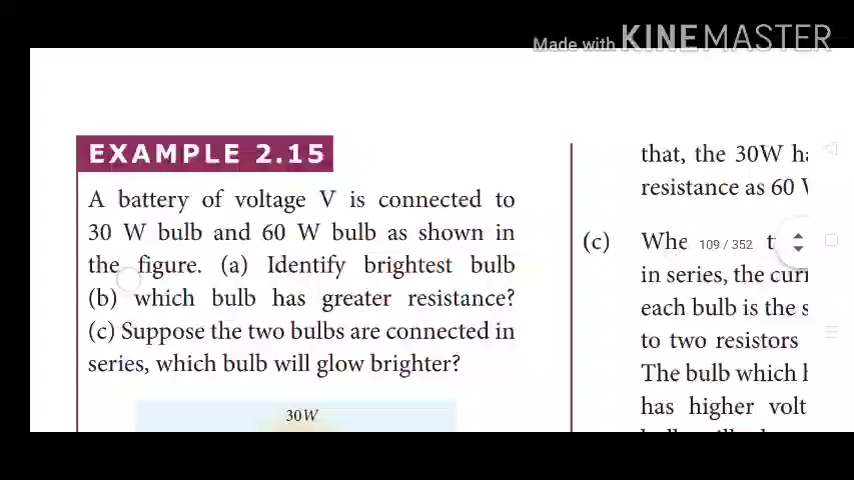 Made with KINEMASTER
EXAMPLE 2.15
A battery of voltage V is connected to
30 W bulb and 60 W bulb as shown in
the figure. (a) Identify brightest bulb
(b) which bulb has greater resistance?
(c) Suppose the two bulbs are connected in
series, which bulb will glow brighter?
30W
that, the 30W
resistance as 60
(c) Whe
109 / 352
in series, the
each bulb is the
to two resistors
The bulb which
has higher